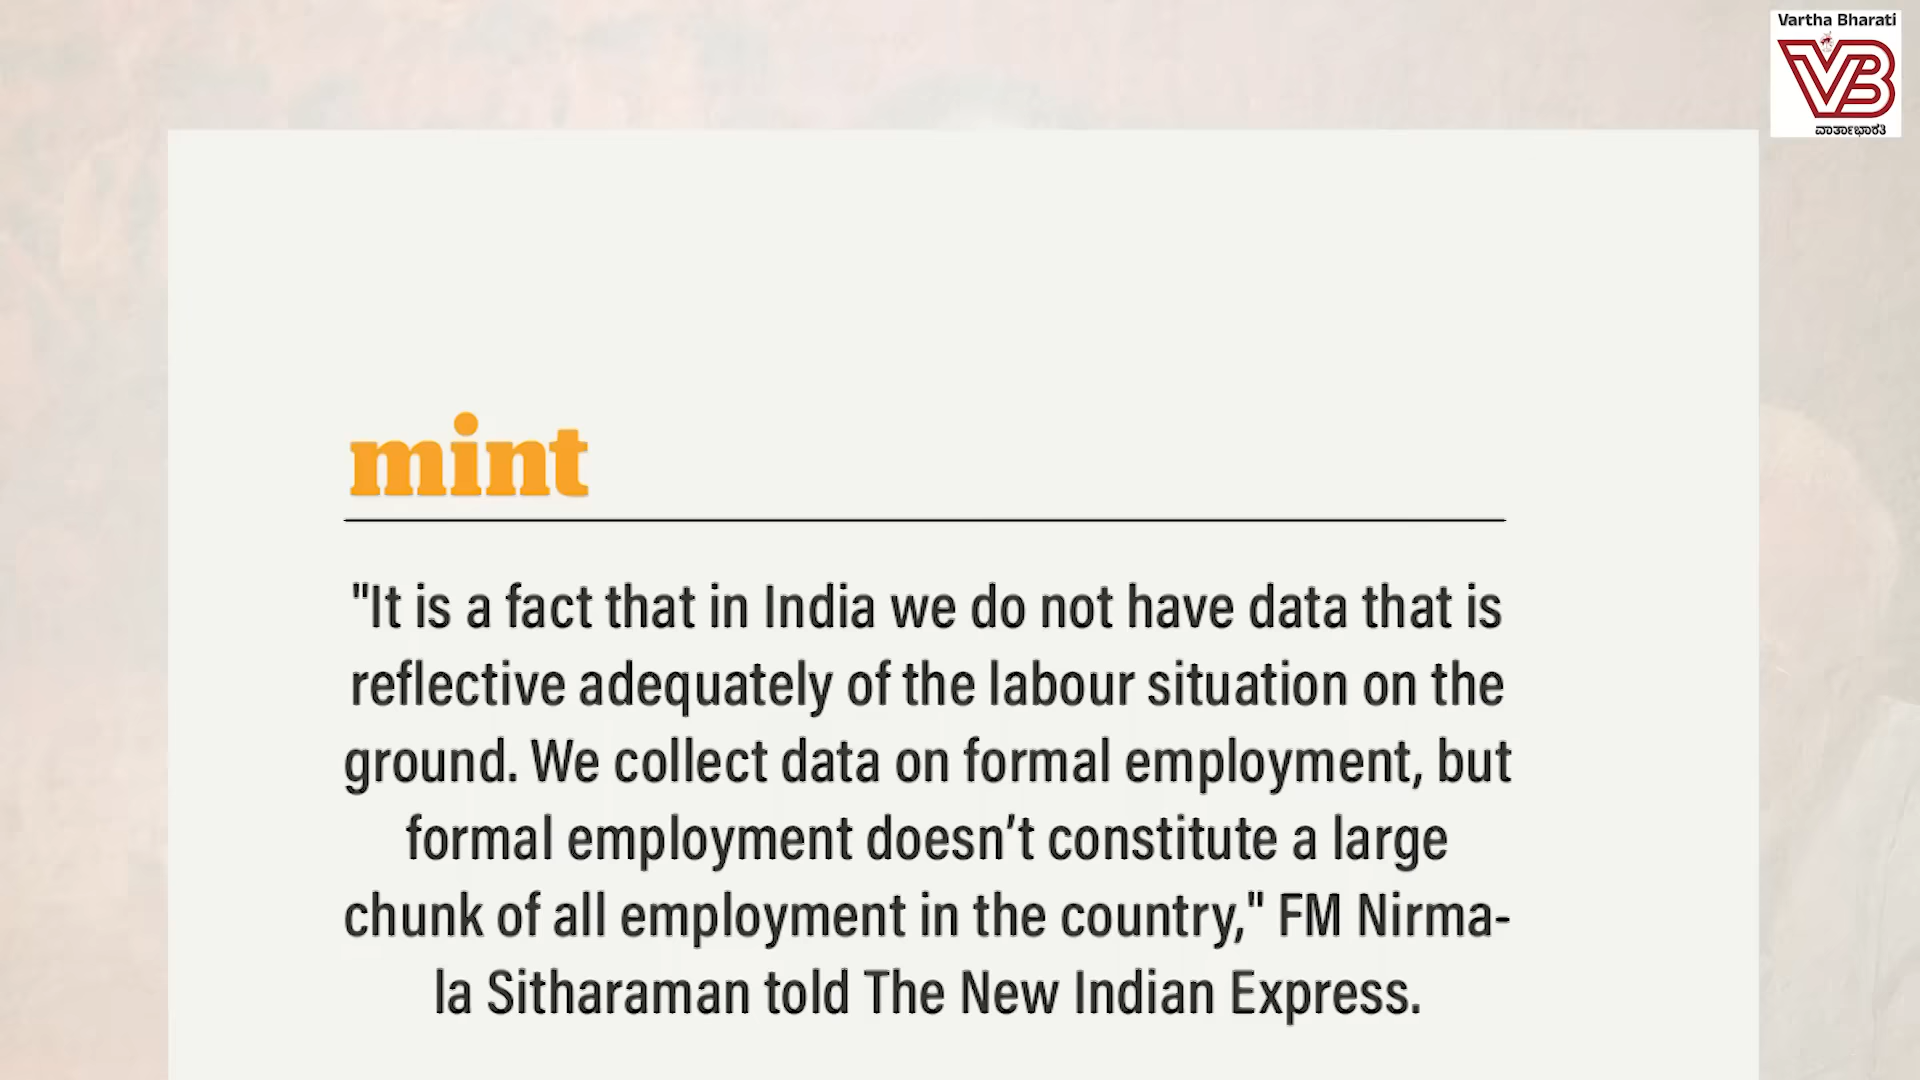 Vartha Bharati
VB
ವಾರ್ತಾಭಾರತಿ
mint
"It is a fact that in India we do not have data that is
reflective adequately of the labour situation on the
ground. We collect data on formal employment, but
formal employment doesn’t constitute a large
chunk of all employment in the country," FM Nirma-
la Sitharaman told The New Indian Express.